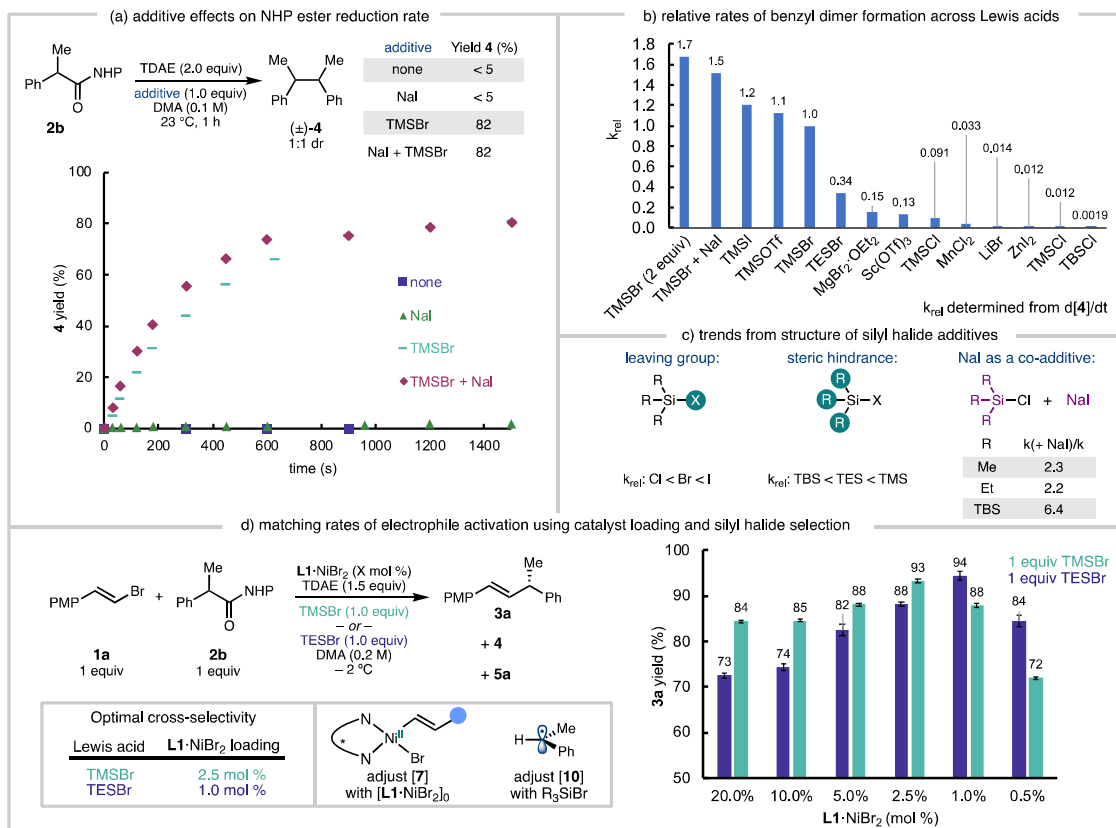 (a) additive effects on NHP ester reduction rate
Me
Ph
NHP
O
2b
TDAE (2.0 equiv)
additive (1.0 equiv)
DMA (0.1 M)
23 °C, 1 h
Me Me
Ph Ph
(±)-4
1:1 dr
additive Yield 4 (%)
none < 5
NaI < 5
TMSBr 82
NaI + TMSBr 82
4 yield (%)
100
80
60
40
20
0
0 200 400 600 800 1000 1200 1400
time (s)
none
NaI
TMSBr
TMSBr + NaI
b) relative rates of benzyl dimer formation across Lewis acids
k_rel
1.8
1.6
1.4
1.2
1.0
0.8
0.6
0.4
0.2
0.0
1.7 1.5 1.2 1.1 1.0 0.34 0.15 0.13 0.091 0.033 0.014 0.012 0.012 0.0019
TMSBr (2 equiv)
TMSBr + NaI
TMSI
TMSOTf
TMSBr
TESBr
MgBr₂·OEt₂
Sc(OTf)₃
TMSCl
MnCl₂
LiBr
ZnI₂
TMSCl
TBSCl
k_rel determined from d[4]/dt
c) trends from structure of silyl halide additives
leaving group: steric hindrance: NaI as a co-additive:
R
R Si X
R
R
R Si X
R
R
R Si Cl + NaI
R
k_rel: Cl < Br < I
k_rel: TBS < TES < TMS
R k(+ NaI)/k
Me 2.3
Et 2.2
TBS 6.4
d) matching rates of electrophile activation using catalyst loading and silyl halide selection
PMP Br
1a
1 equiv
+
Me
Ph
NHP
O
2b
1 equiv
L1·NiBr₂ (X mol %)
TDAE (1.5 equiv)
TMSBr (1.0 equiv)
– or –
TESBr (1.0 equiv)
DMA (0.2 M)
– 2 °C
Me
PMP Ph
3a
+ 4
+ 5a
Optimal cross-selectivity
Lewis acid L1·NiBr₂ loading
TMSBr 2.5 mol %
TESBr 1.0 mol %
N
* Ni^II
N
Br
adjust [7]
with [L1·NiBr₂]₀
Me
H
Ph
adjust [10]
with R₃SiBr
3a yield (%)
100
90
80
70
60
50
1 equiv TMSBr
1 equiv TESBr
73 84 74 85 82 88 88 93 94 88 84 72
20.0% 10.0% 5.0% 2.5% 1.0% 0.5%
L1·NiBr₂ (mol %)